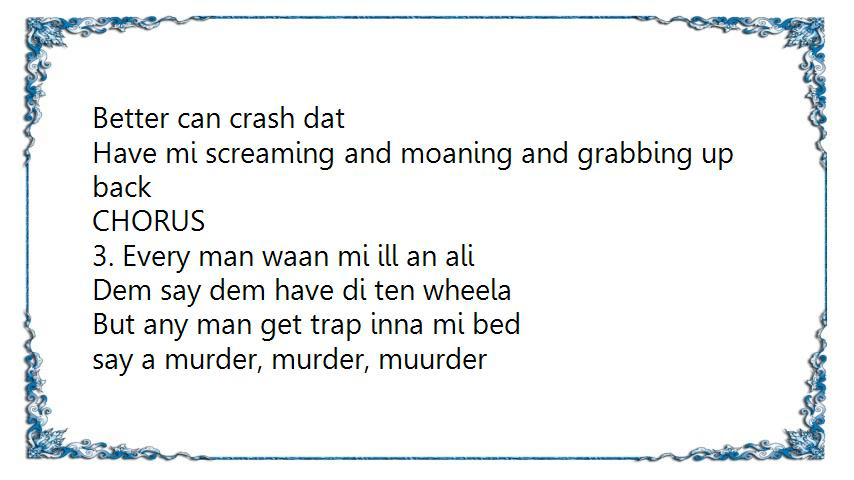 Better can crash dat
Have mi screaming and moaning and grabbing up
back
CHORUS
3. Every man waan mi ill an ali
Dem say dem have di ten wheela
But any man get trap inna mi bed
say a murder, murder, muurder